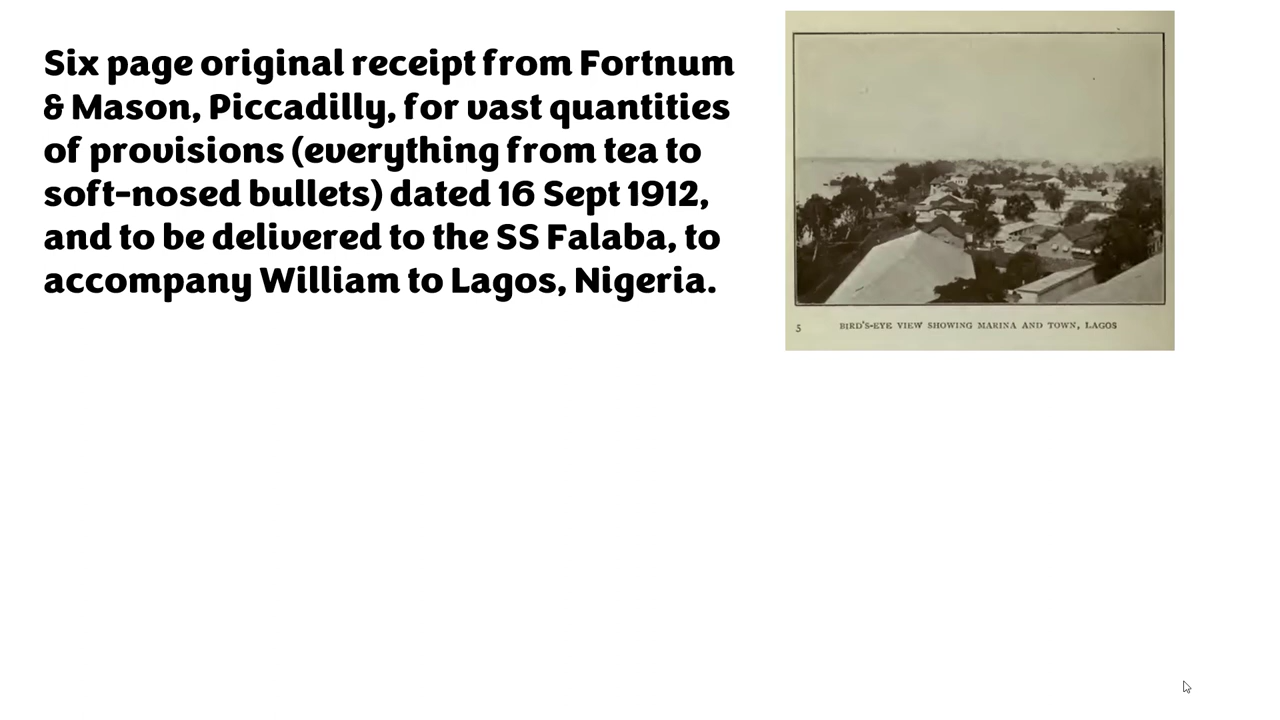 Six page original receipt from Fortnum
& Mason, Piccadilly, for vast quantities
of provisions (everything from tea to
soft-nosed bullets) dated 16 Sept 1912,
and to be delivered to the SS Falaba, to
accompany William to Lagos, Nigeria.
5 BIRD'S-EYE VIEW SHOWING MARINA AND TOWN, LAGOS